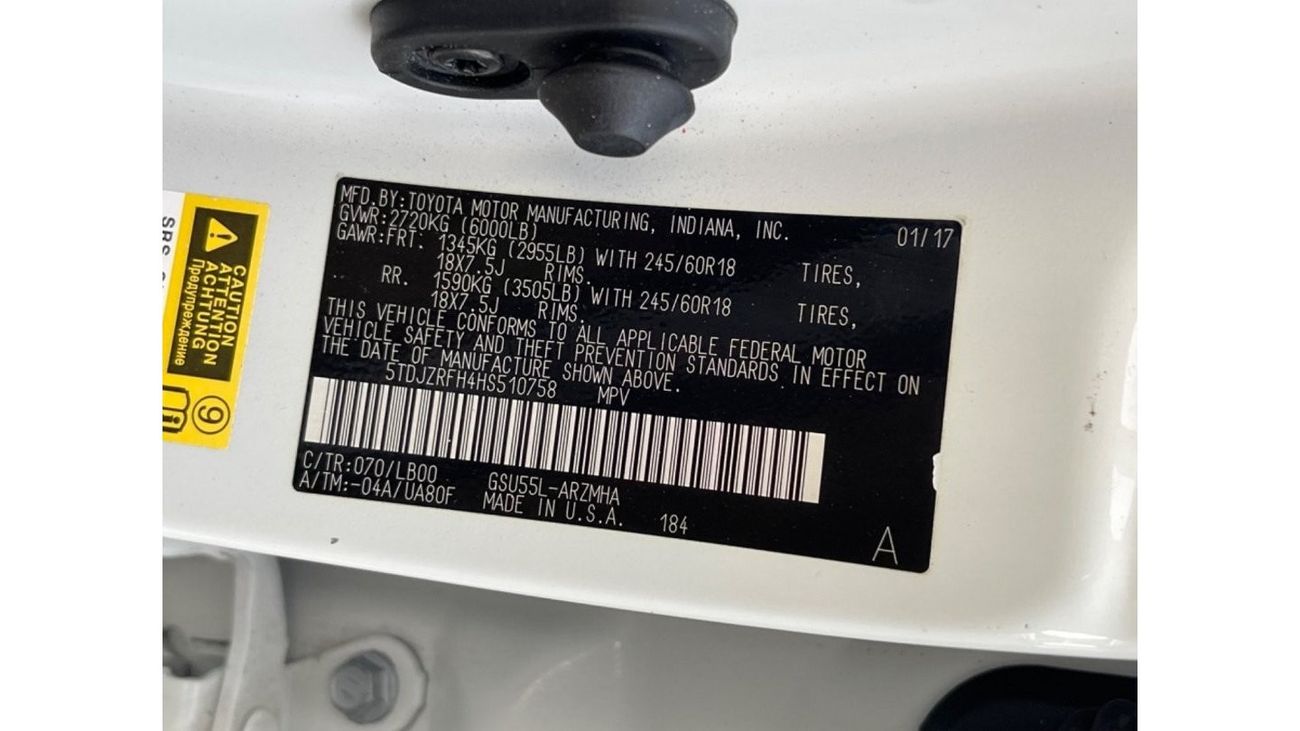 MFD.BY:TOYOTA MOTOR MANUFACTURING, INDIANA, INC. 01/17
GVWR:2720KG (6000LB)
GAWR:FRT. 1345KG (2955LB) WITH 245/60R18 TIRES,
18X7.5J RIMS.
RR. 1590KG (3505LB) WITH 245/60R18 TIRES,
18X7.5J RIMS.
THIS VEHICLE CONFORMS TO ALL APPLICABLE FEDERAL MOTOR
VEHICLE SAFETY AND THEFT PREVENTION STANDARDS IN EFFECT ON
THE DATE OF MANUFACTURE SHOWN ABOVE.
5TDJZRFH4HS510758 MPV
C/TR:070/LB00 GSU55L-ARZMHA
A/TM:-04A/UA80F MADE IN U.S.A. 184 A
CAUTION
ATTENTION
ACHTUNG
Предупреждение
9
SRS